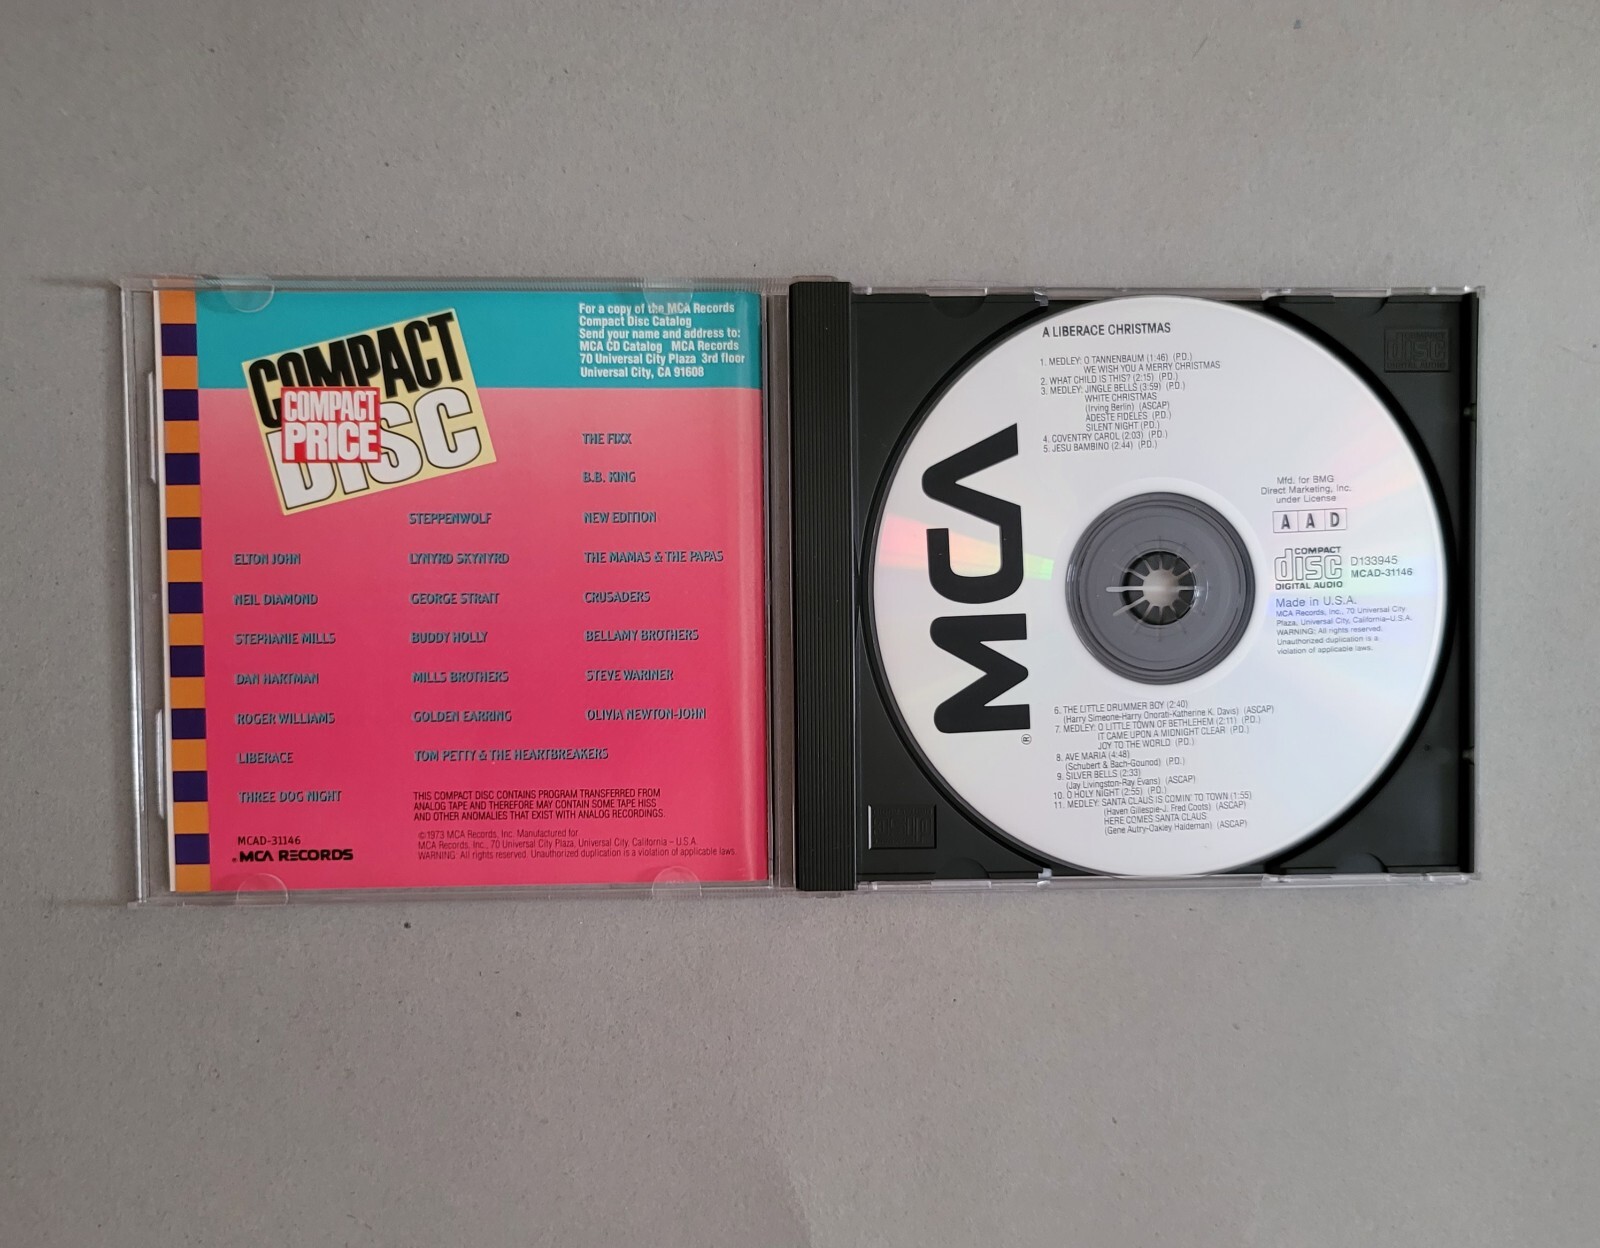 COMPACT
DISC
COMPACT
PRICE
For a copy of the MCA Records
Compact Disc Catalog
Send your name and address to:
MCA CD Catalog MCA Records
70 Universal City Plaza 3rd floor
Universal City, CA 91608
ELTON JOHN
NEIL DIAMOND
STEPHANIE MILLS
DAN HARTMAN
ROGER WILLIAMS
LIBERACE
THREE DOG NIGHT
STEPPENWOLF
LYNYRD SKYNYRD
GEORGE STRAIT
BUDDY HOLLY
MILLS BROTHERS
GOLDEN EARRING
TOM PETTY & THE HEARTBREAKERS
THE FIXX
B.B. KING
NEW EDITION
THE MAMAS & THE PAPAS
CRUSADERS
BELLAMY BROTHERS
STEVE WARINER
OLIVIA NEWTON-JOHN
THIS COMPACT DISC CONTAINS PROGRAM TRANSFERRED FROM
ANALOG TAPE AND THEREFORE MAY CONTAIN SOME TAPE HISS
AND OTHER ANOMALIES THAT EXIST WITH ANALOG RECORDINGS.
©1973 MCA Records, Inc. Manufactured for
MCA Records, Inc., 70 Universal City Plaza, Universal City, California – U.S.A.
WARNING: All rights reserved. Unauthorized duplication is a violation of applicable laws.
MCAD-31146
MCA RECORDS
A LIBERACE CHRISTMAS
1. MEDLEY: O TANNENBAUM (1:46) (P.D.)
WE WISH YOU A MERRY CHRISTMAS
2. WHAT CHILD IS THIS? (2:15) (P.D.)
3. MEDLEY: JINGLE BELLS (3:59) (P.D.)
WHITE CHRISTMAS
(Irving Berlin) (ASCAP)
ADESTE FIDELES (P.D.)
SILENT NIGHT (P.D.)
4. COVENTRY CAROL (2:03) (P.D.)
5. JESU BAMBINO (2:44) (P.D.)
MCA®
Mfd. for BMG
Direct Marketing, Inc.
under License
A A D
COMPACT
disc
DIGITAL AUDIO
D133945
MCAD-31146
Made in U.S.A.
MCA Records, Inc., 70 Universal City
Plaza, Universal City, California–U.S.A.
WARNING: All rights reserved.
Unauthorized duplication is a
violation of applicable laws.
6. THE LITTLE DRUMMER BOY (2:40)
(Harry Simeone-Harry Onorati-Katherine K. Davis) (ASCAP)
7. MEDLEY: O LITTLE TOWN OF BETHLEHEM (2:11) (P.D.)
IT CAME UPON A MIDNIGHT CLEAR (P.D.)
JOY TO THE WORLD (P.D.)
8. AVE MARIA (4:48)
(Schubert & Bach-Gounod) (P.D.)
9. SILVER BELLS (2:33)
(Jay Livingston-Ray Evans) (ASCAP)
10. O HOLY NIGHT (2:55) (P.D.)
11. MEDLEY: SANTA CLAUS IS COMIN' TO TOWN (1:55)
(Haven Gillespie-J. Fred Coots) (ASCAP)
HERE COMES SANTA CLAUS
(Gene Autry-Oakley Haldeman) (ASCAP)
disc
DIGITAL AUDIO